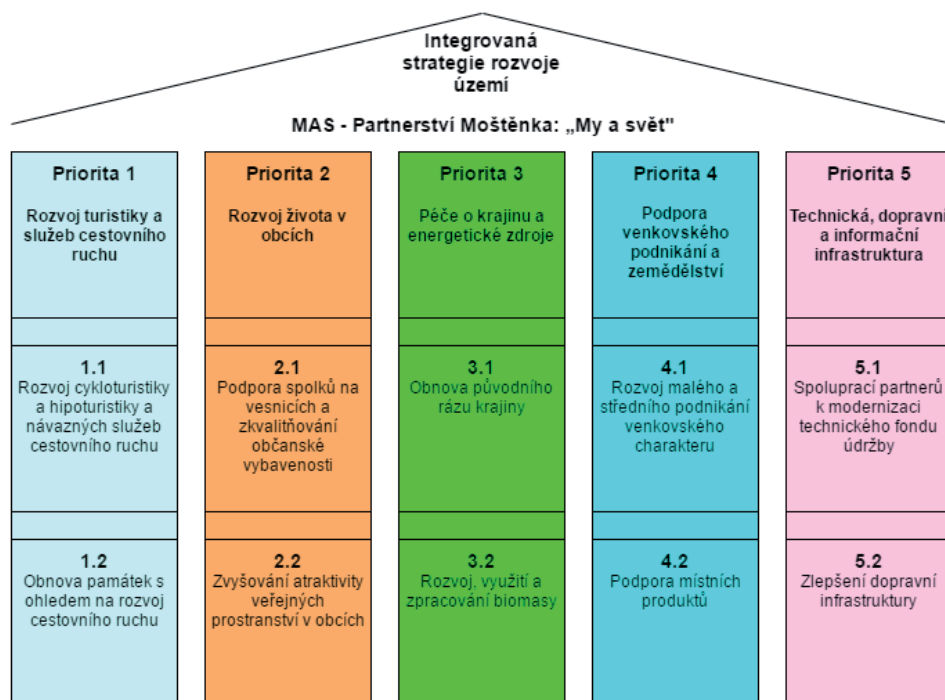 Integrovaná
strategie rozvoje
území
MAS - Partnerství Moštěnka: „My a svět"
Priorita 1
Rozvoj turistiky a
služeb cestovního
ruchu
Priorita 2
Rozvoj života v
obcích
Priorita 3
Péče o krajinu a
energetické zdroje
Priorita 4
Podpora
venkovského
podnikání a
zemědělství
Priorita 5
Technická, dopravní
a informační
infrastruktura
1.1
Rozvoj cykloturistiky
a hipoturistiky a
návazných služeb
cestovního ruchu
2.1
Podpora spolků na
vesnicích a
zkvalitňování
občanské
vybavenosti
3.1
Obnova původního
rázu krajiny
4.1
Rozvoj malého a
středního podnikání
venkovského
charakteru
5.1
Spoluprací partnerů
k modernizaci
technického fondu
údržby
1.2
Obnova památek s
ohledem na rozvoj
cestovního ruchu
2.2
Zvyšování atraktivity
veřejných
prostranství v obcích
3.2
Rozvoj, využití a
zpracování biomasy
4.2
Podpora místních
produktů
5.2
Zlepšení dopravní
infrastruktury